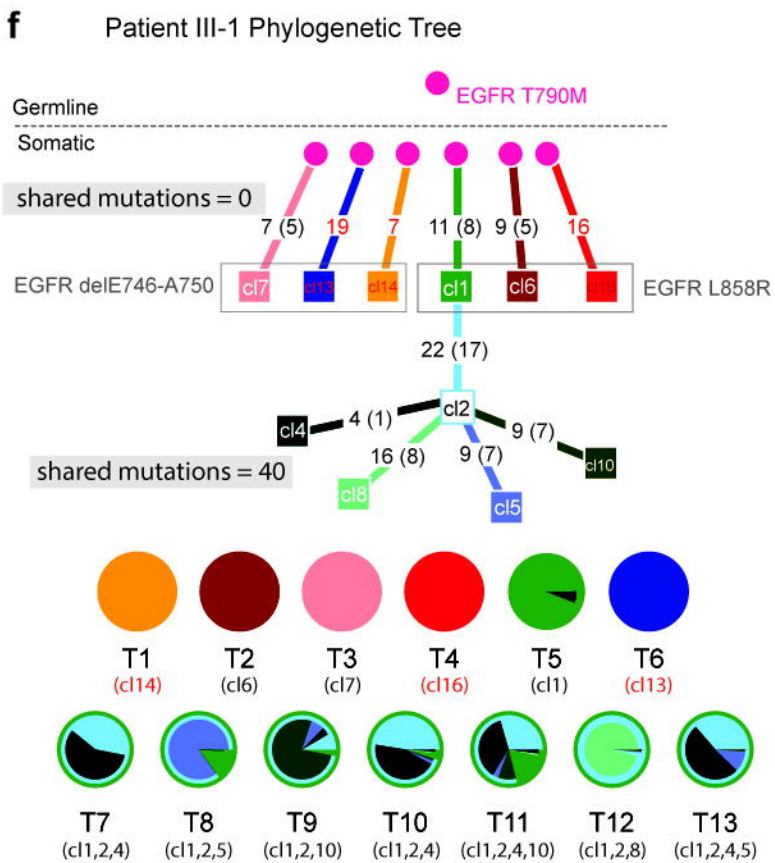 f Patient III-1 Phylogenetic Tree
EGFR T790M
Germline
Somatic
shared mutations = 0
7 (5) 19 7 11 (8) 9 (5) 16
EGFR delE746-A750 cl7 cl13 cl14 cl1 cl6 cl16 EGFR L858R
22 (17)
cl2
cl4 4 (1) 9 (7)
16 (8) 9 (7) cl10
shared mutations = 40
cl8 cl5
T1 T2 T3 T4 T5 T6
(cl14) (cl6) (cl7) (cl16) (cl1) (cl13)
T7 T8 T9 T10 T11 T12 T13
(cl1,2,4) (cl1,2,5) (cl1,2,10) (cl1,2,4) (cl1,2,4,10) (cl1,2,8) (cl1,2,4,5)